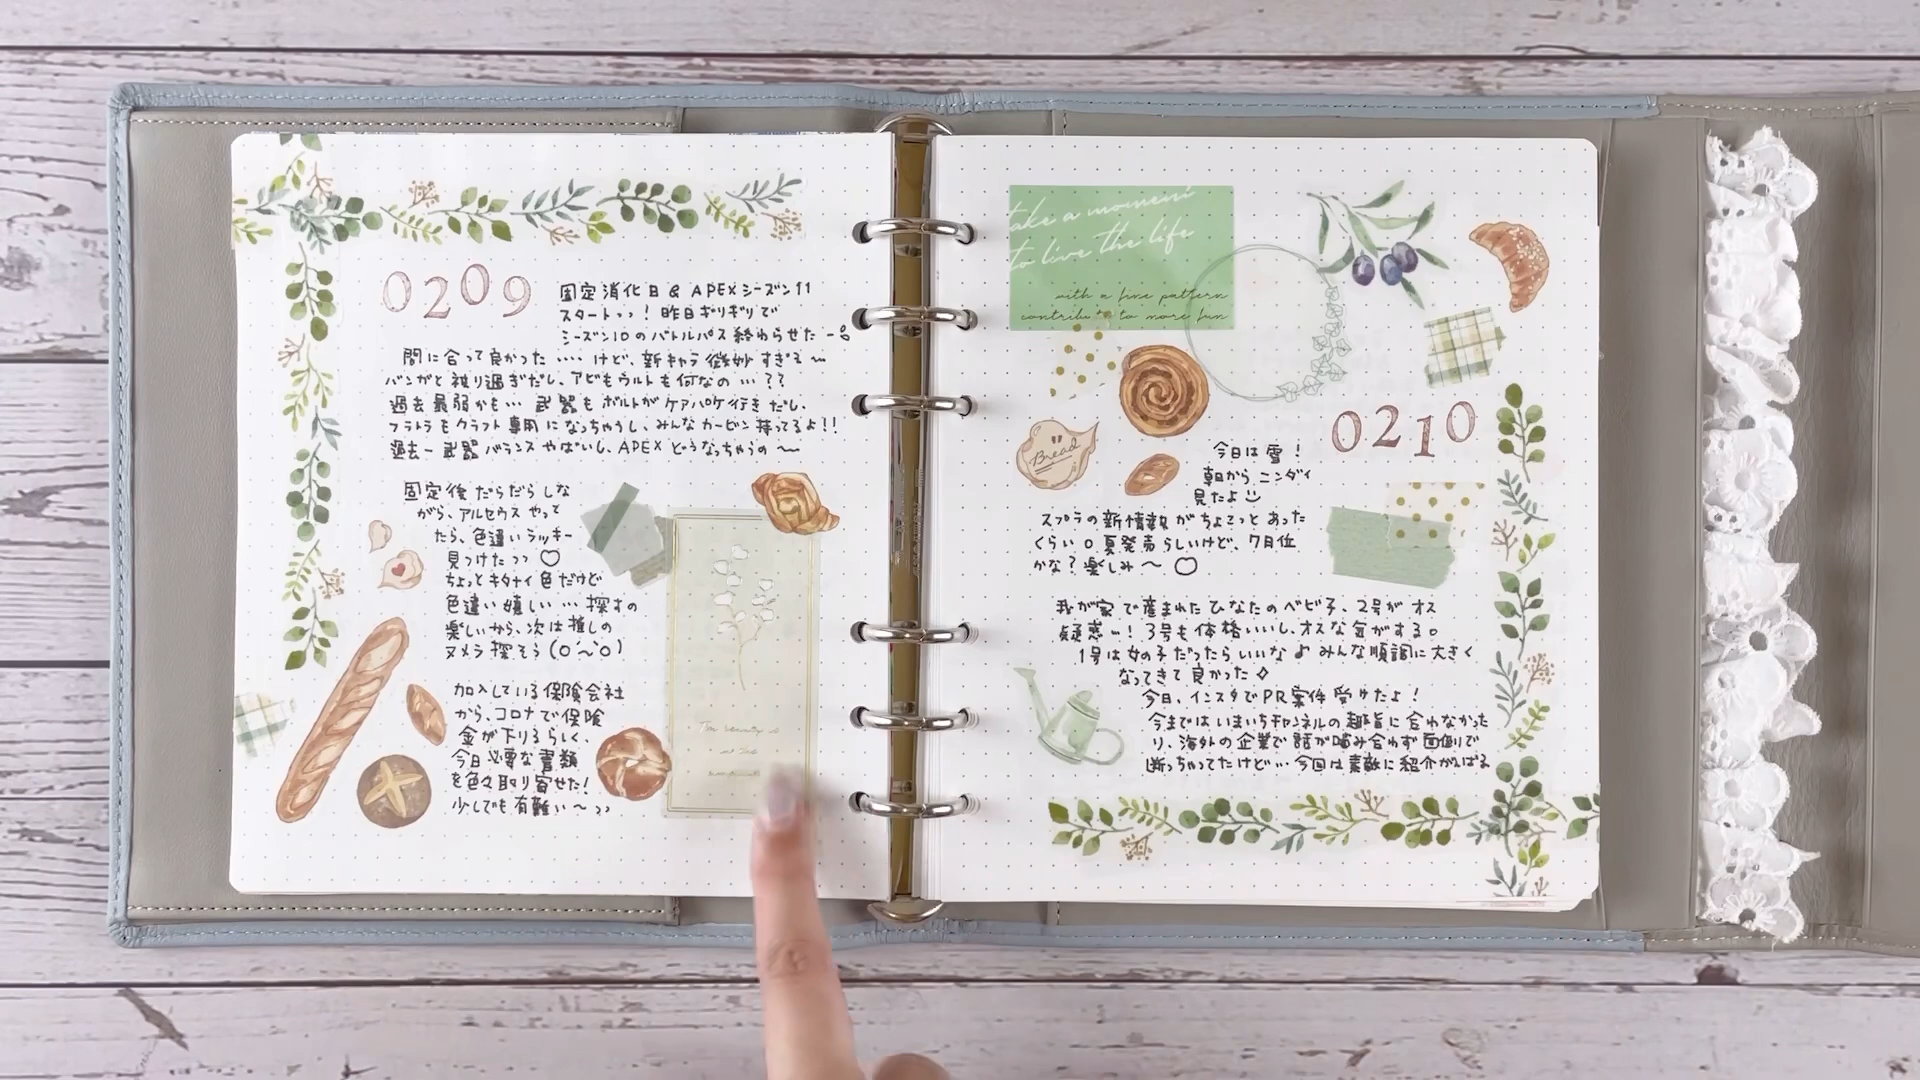 0209
固定消化日 & APEXシーズン11
スタートっっ！昨日ギリギリで
シーズン10のバトルパス終わらせた
間に合って良かった‥‥けど、新キャラ微妙すぎる〜
バンガと被り過ぎだし、アビもウルトも何なの…??
過去最弱かも…武器もボルトがケアパケ行きだし、
フラトラもクラフト専用になっちゃうし、みんなカービン持ってるよ!!
過去一武器バランスやばいし、APEXどうなっちゃうの〜
固定後だらだらしな
がら、アルセウスやって
たら、色違いラッキー
見つけたっっ♡
ちょっとキタナイ色だけど
色違い嬉しい…探すの
楽しいから、次は推しの
ヌメラ探そう
加入している保険会社
から、コロナで保険
金が下りるらしく、
今日必要な書類
を色々取り寄せた!
少しでも有難い〜
take a moment
to live the life
with a fine pattern
contribute to more fun
Bread
0210
今日は雪！
朝からニンダイ
見たよ
スプラの新情報がちょこっとあった
くらい。夏発売らしいけど、7月位
かな？楽しみ〜♡
我が家で産まれたひなたのベビ子、2号がオス
疑惑…！3号も体格いいし、オスな気がする。
1号は女の子だったらいいな♪みんな順調に大きく
なってきて良かった✧
今日、インスタでPR案件受けたよ！
今まではいまいちチャンネルの趣旨に合わなかった
り、海外の企業で話が噛み合わず面倒で
断っちゃってたけど…今回は素敵に紹介がんばる